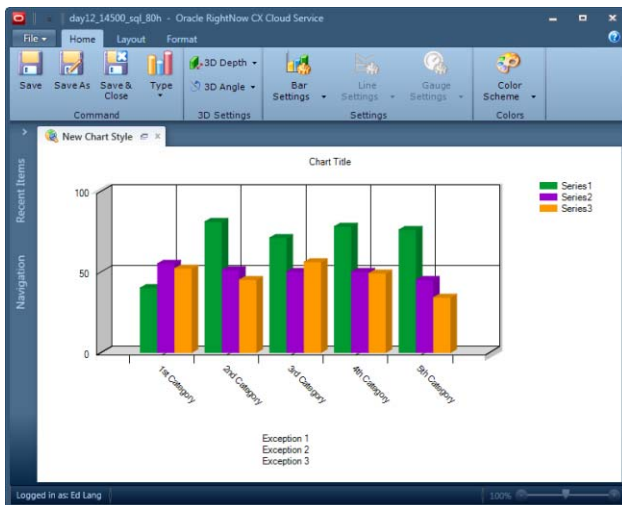 day12_14500_sql_80h - Oracle RightNow CX Cloud Service
File Home Layout Format
Save Save As Save & Close Type 3D Depth 3D Angle Bar Settings Line Settings Gauge Settings Color Scheme
Command 3D Settings Settings Colors
New Chart Style
Recent Items
Navigation
Chart Title
Series1
Series2
Series3
100
50
0
1st Category 2nd Category 3rd Category 4th Category 5th Category
Exception 1
Exception 2
Exception 3
Logged in as: Ed Lang 100%